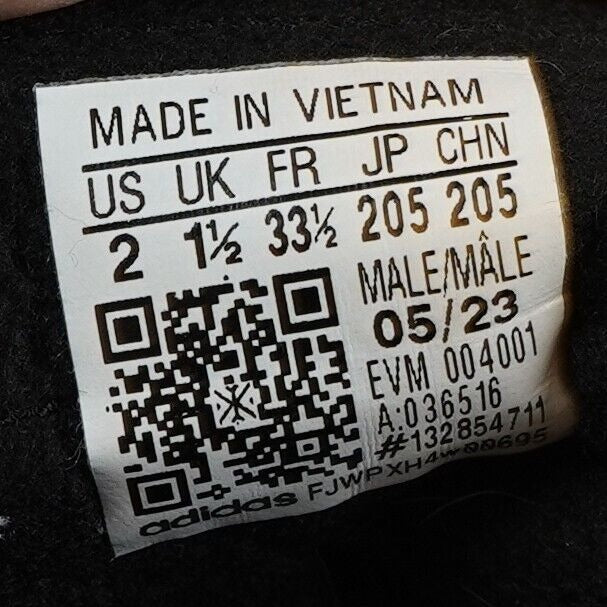 MADE IN VIETNAM
US UK FR JP CHN
2 1½ 33½ 205 205
MALE/MÂLE
05/23
EVM 004001
A:036516
#132854711
adidas FJWPXH4W00695